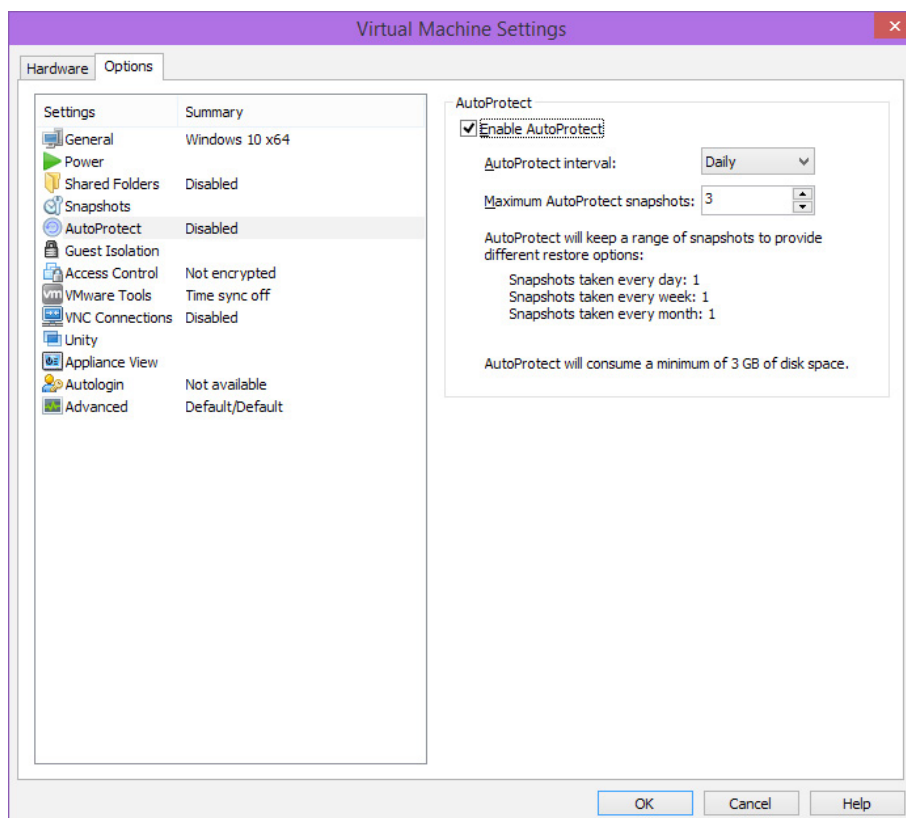 Virtual Machine Settings
Hardware Options
Settings Summary
General Windows 10 x64
Power
Shared Folders Disabled
Snapshots
AutoProtect Disabled
Guest Isolation
Access Control Not encrypted
VMware Tools Time sync off
VNC Connections Disabled
Unity
Appliance View
Autologin Not available
Advanced Default/Default
AutoProtect
Enable AutoProtect
AutoProtect interval: Daily
Maximum AutoProtect snapshots: 3
AutoProtect will keep a range of snapshots to provide
different restore options:
Snapshots taken every day: 1
Snapshots taken every week: 1
Snapshots taken every month: 1
AutoProtect will consume a minimum of 3 GB of disk space.
OK Cancel Help